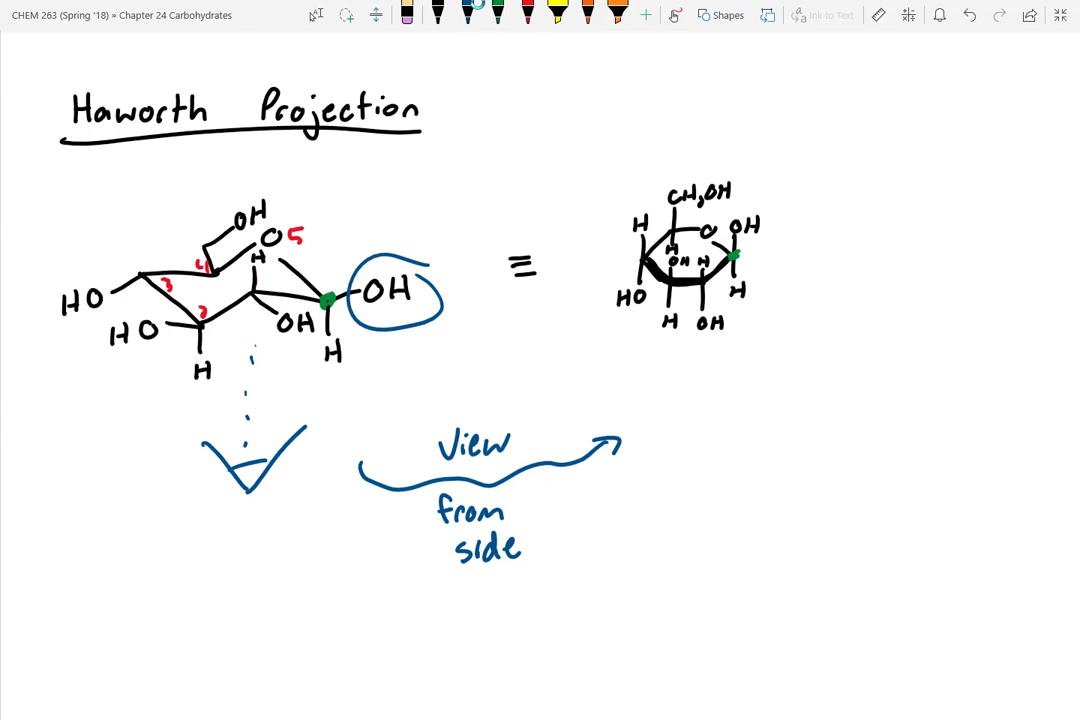 CHEM 263 (Spring '18) » Chapter 24 Carbohydrates
Shapes
Ink to Text
Haworth Projection
OH
O 5
H
4
3
HO
2
HO
OH
OH
H
H
≡
CH₂OH
H
O
OH
H
OH
H
HO
H
H
OH
View
from
side